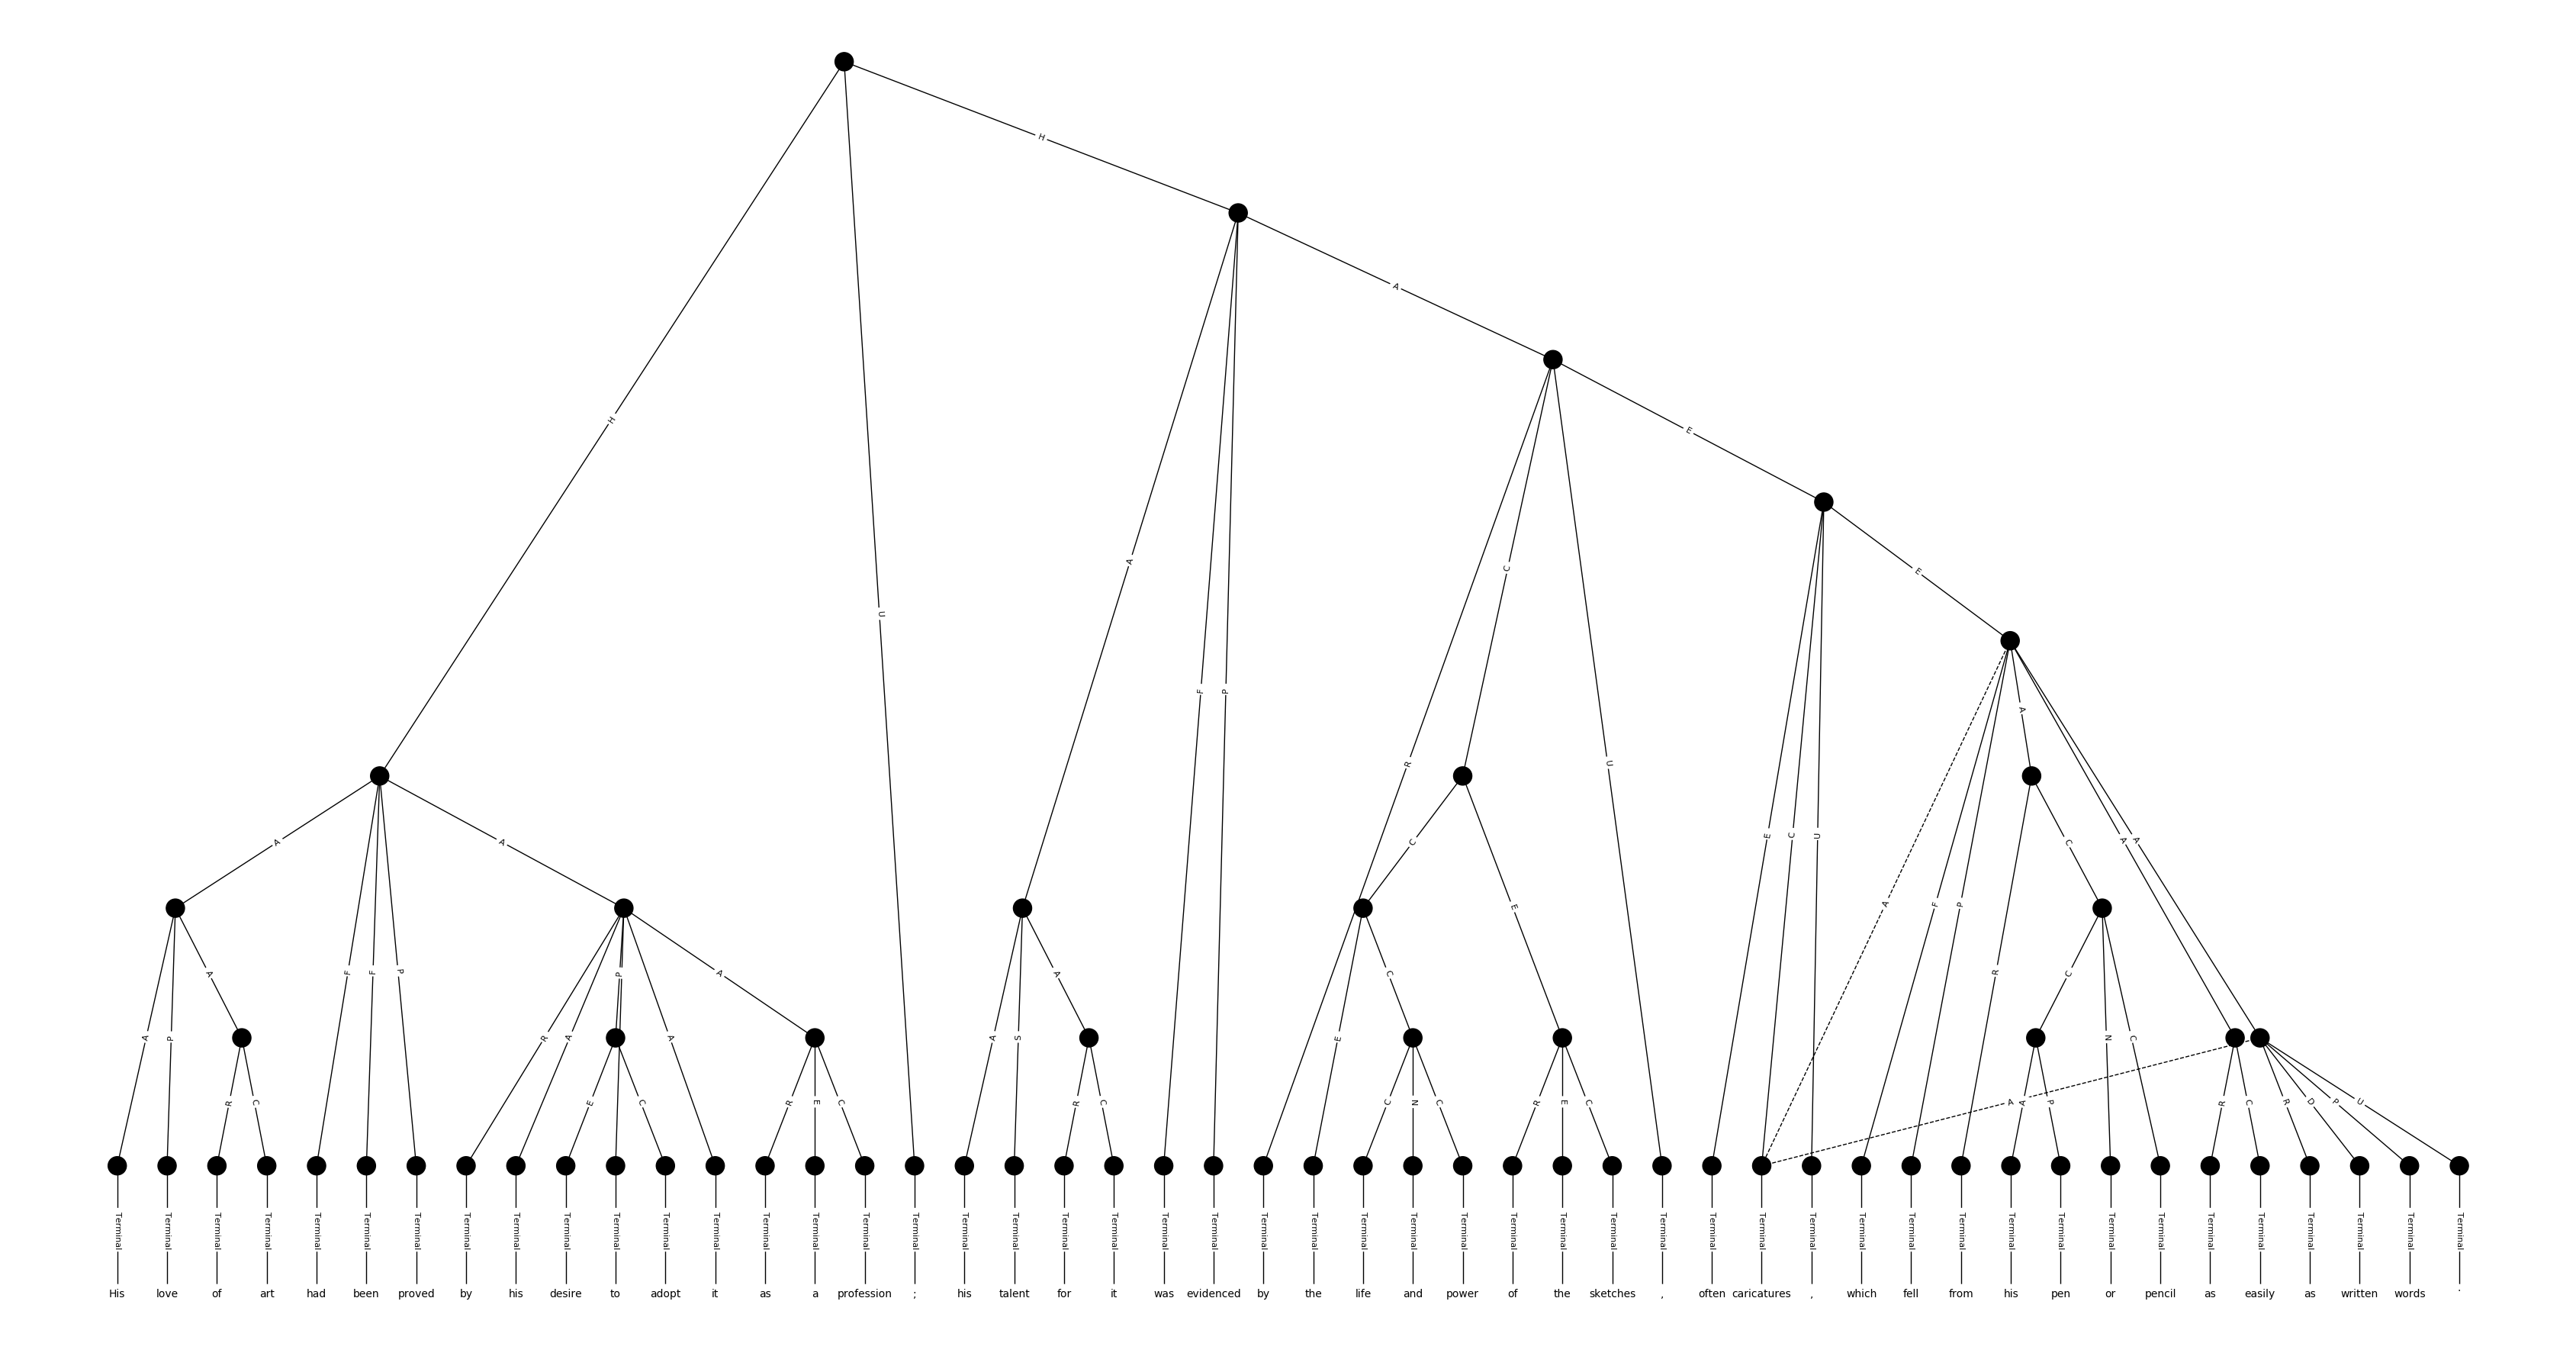 H
H
A
H
E
A
C
E
U
R
A
U
F
P
A
A
A
E
C
U
A
A
C
C
E
A
F
P
A
F
F
P
P
A
R
A
S
A
C
R
N
C
A
P
R
A
A
E
C
R
C
E
C
R
E
C
R
C
C
N
C
R
E
C
A
A
P
R
C
R
D
P
U
Terminal Terminal Terminal Terminal Terminal Terminal Terminal Terminal Terminal Terminal Terminal Terminal Terminal Terminal Terminal Terminal Terminal Terminal Terminal Terminal Terminal Terminal Terminal Terminal Terminal Terminal Terminal Terminal Terminal Terminal Terminal Terminal Terminal Terminal Terminal Terminal Terminal Terminal Terminal Terminal Terminal Terminal Terminal Terminal Terminal Terminal Terminal Terminal
His love of art had been proved by his desire to adopt it as a profession ; his talent for it was evidenced by the life and power of the sketches , often caricatures , which fell from his pen or pencil as easily as written words .